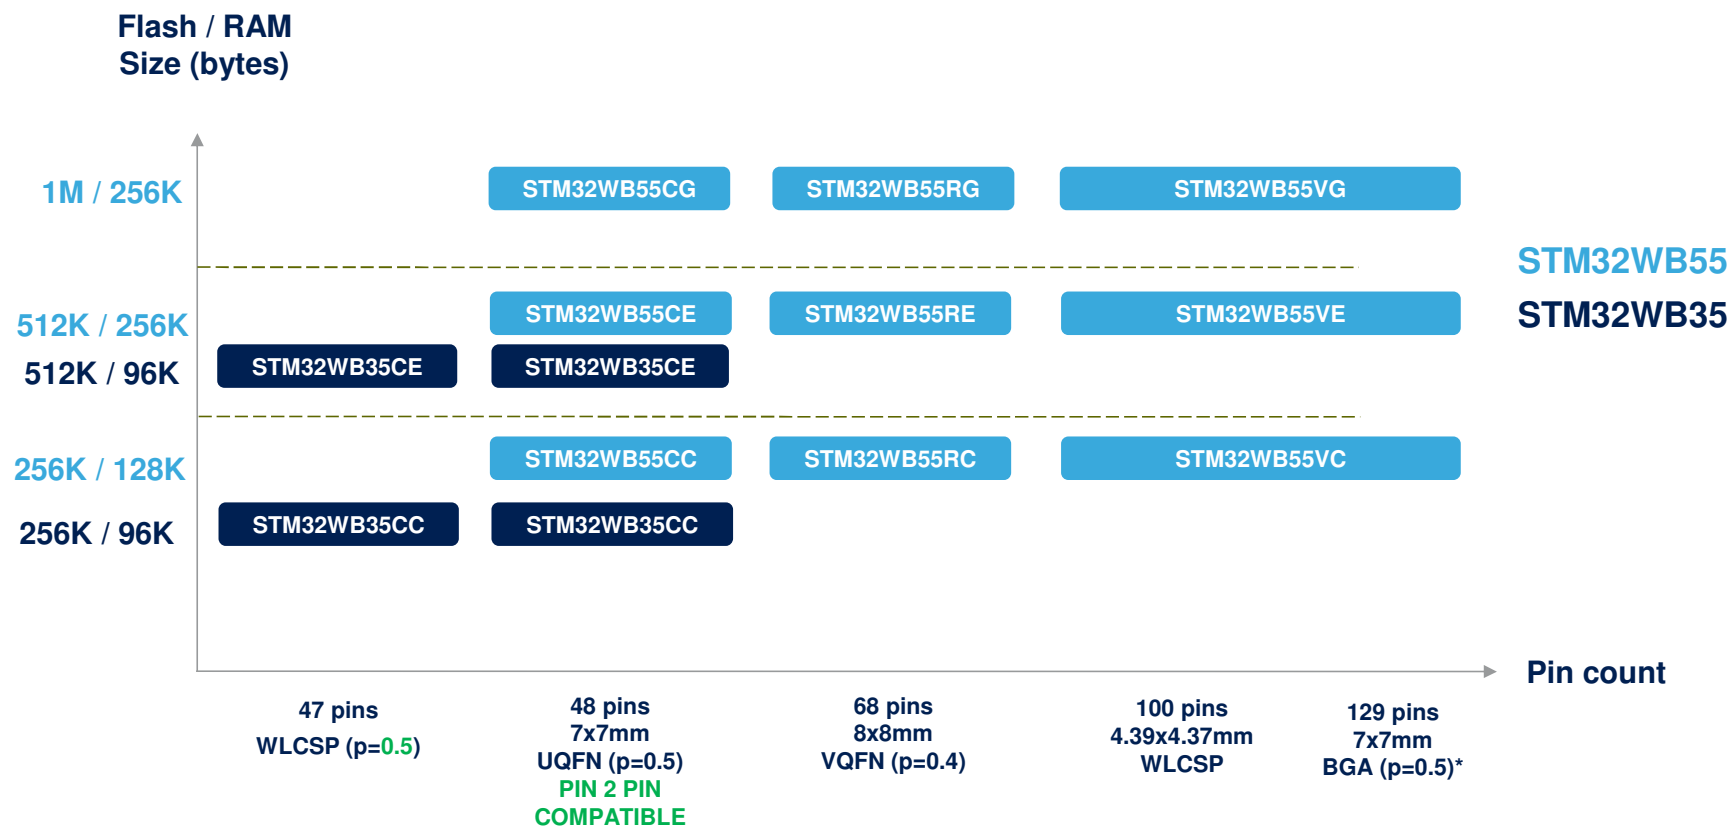 Flash / RAM
Size (bytes)
1M / 256K
STM32WB55CG
STM32WB55RG
STM32WB55VG
STM32WB55
512K / 256K
STM32WB55CE
STM32WB55RE
STM32WB55VE
STM32WB35
512K / 96K
STM32WB35CE
STM32WB35CE
256K / 128K
STM32WB55CC
STM32WB55RC
STM32WB55VC
256K / 96K
STM32WB35CC
STM32WB35CC
Pin count
47 pins
WLCSP (p=0.5)
48 pins
7x7mm
UQFN (p=0.5)
PIN 2 PIN
COMPATIBLE
68 pins
8x8mm
VQFN (p=0.4)
100 pins
4.39x4.37mm
WLCSP
129 pins
7x7mm
BGA (p=0.5)*